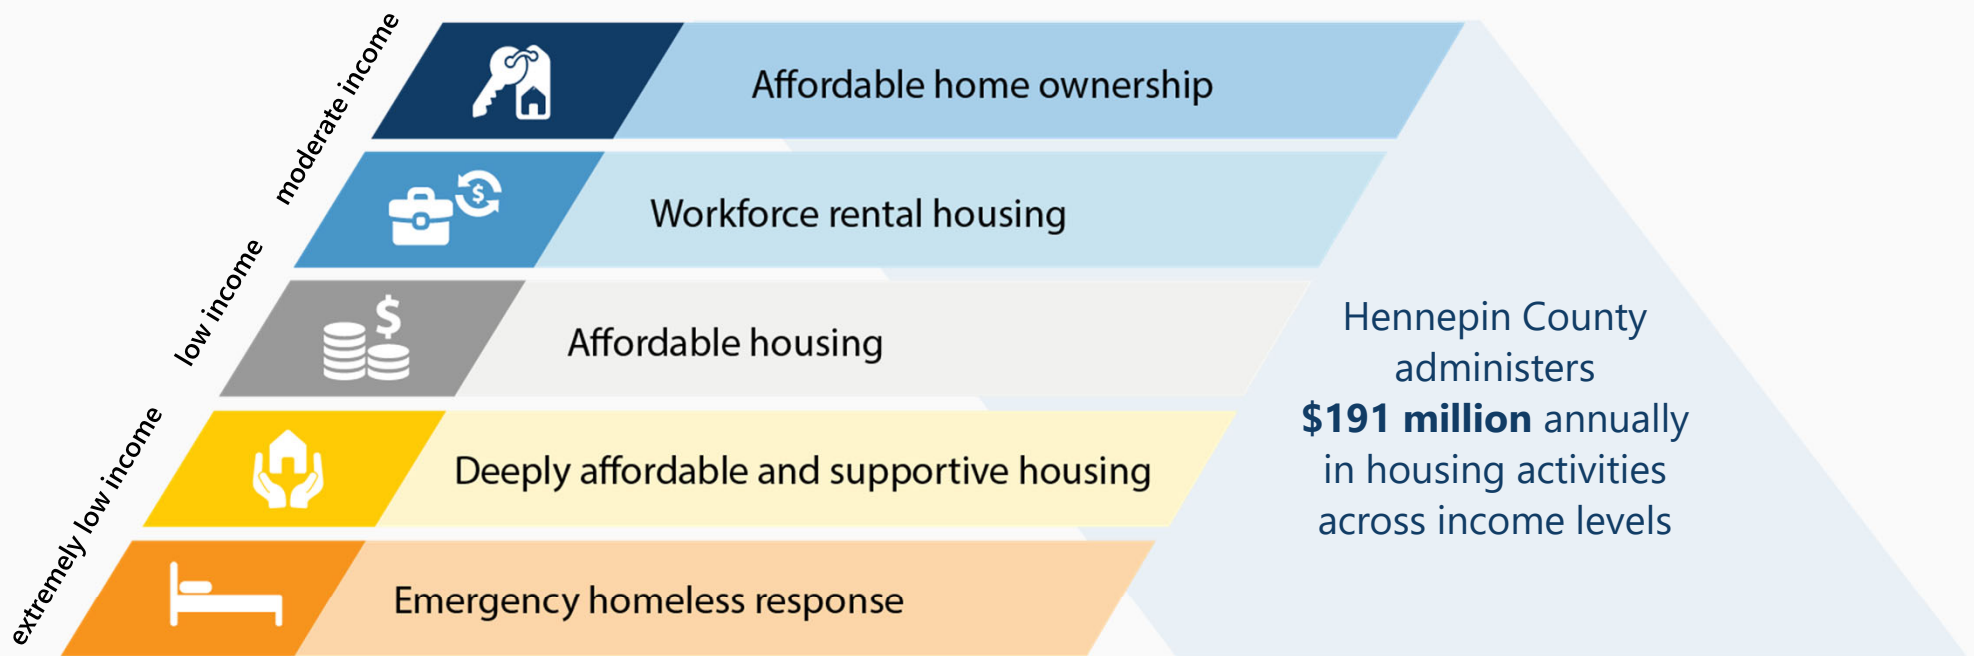 moderate income
low income
extremely low income
Affordable home ownership
$
Workforce rental housing
$
Affordable housing
Deeply affordable and supportive housing
Emergency homeless response
Hennepin County
administers
$191 million annually
in housing activities
across income levels